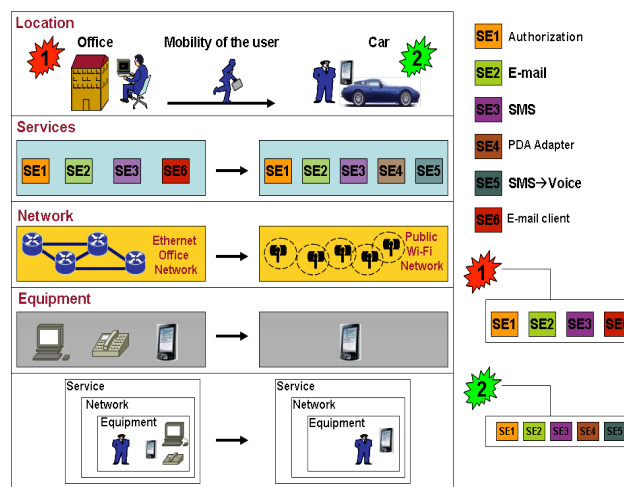 Location
1 Office Mobility of the user Car 2
Services
SE1 SE2 SE3 SE6 SE1 SE2 SE3 SE4 SE5
Network
Ethernet
Office
Network
Public
Wi-Fi
Network
Equipment
Service
Network
Equipment
Service
Network
Equipment
SE1 Authorization
SE2 E-mail
SE3 SMS
SE4 PDA Adapter
SE5 SMS→Voice
SE6 E-mail client
1
SE1 SE2 SE3 SE6
2
SE1 SE2 SE3 SE4 SE5